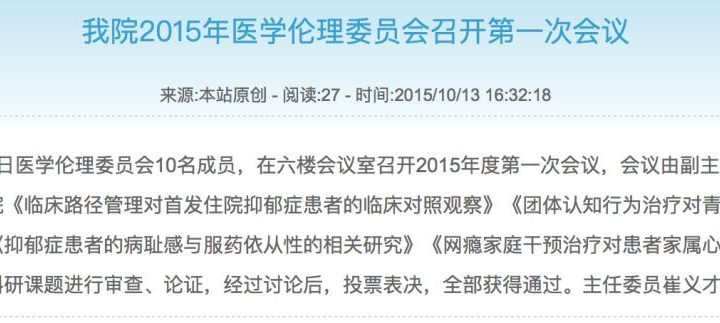 我院2015年医学伦理委员会召开第一次会议
来源:本站原创 - 阅读:27 - 时间:2015/10/13 16:32:18
日医学伦理委员会10名成员，在六楼会议室召开2015年度第一次会议，会议由副主
《临床路径管理对首发住院抑郁症患者的临床对照观察》《团体认知行为治疗对青
《抑郁症患者的病耻感与服药依从性的相关研究》《网瘾家庭干预治疗对患者家属心
研课题进行审查、论证，经过讨论后，投票表决，全部获得通过。主任委员崔义才